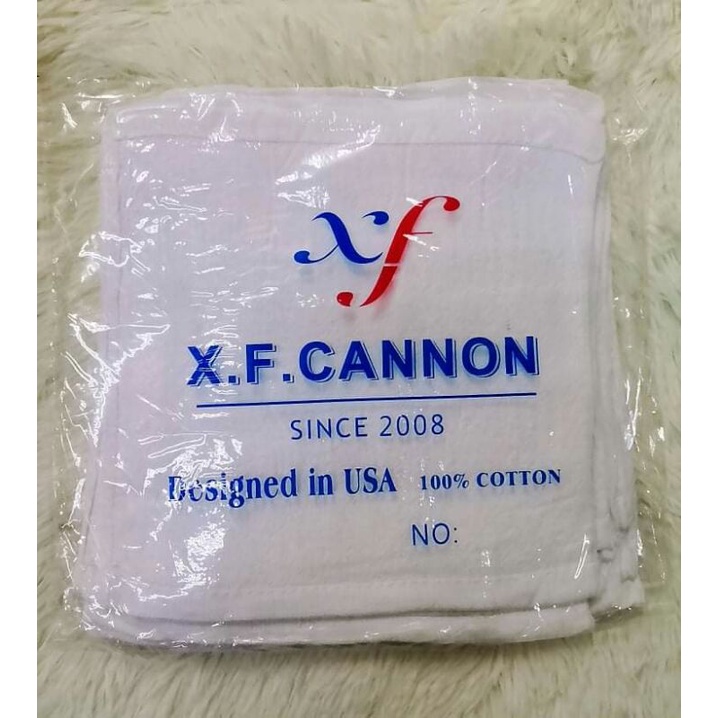 xf
X.F.CANNON
SINCE 2008
Designed in USA 100% COTTON
NO: